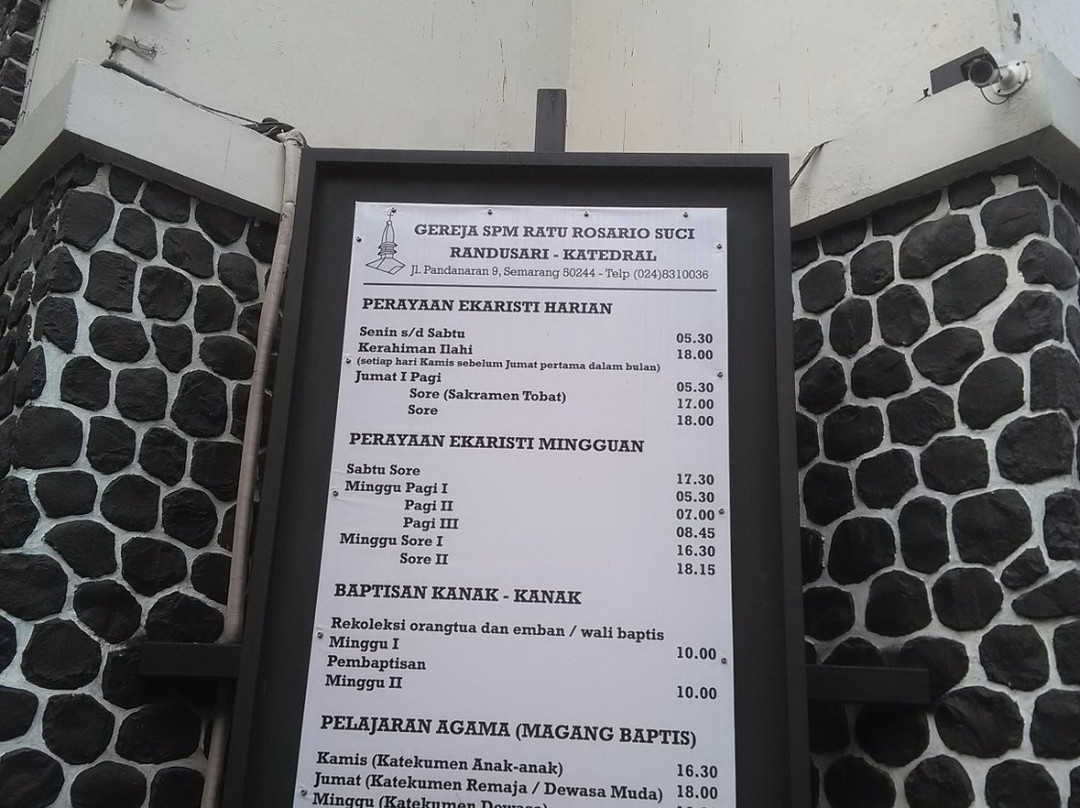 GEREJA SPM RATU ROSARIO SUCI
RANDUSARI - KATEDRAL
Jl. Pandanaran 9, Semarang 50244 - Telp (024)8310036
PERAYAAN EKARISTI HARIAN
Senin s/d Sabtu 05.30
Kerahiman Ilahi 18.00
(setiap hari Kamis sebelum Jumat pertama dalam bulan)
Jumat I Pagi 05.30
Sore (Sakramen Tobat) 17.00
Sore 18.00
PERAYAAN EKARISTI MINGGUAN
Sabtu Sore 17.30
Minggu Pagi I 05.30
Pagi II 07.00
Pagi III 08.45
Minggu Sore I 16.30
Sore II 18.15
BAPTISAN KANAK - KANAK
Rekoleksi orangtua dan emban / wali baptis
Minggu I 10.00
Pembaptisan
Minggu II 10.00
PELAJARAN AGAMA (MAGANG BAPTIS)
Kamis (Katekumen Anak-anak) 16.30
Jumat (Katekumen Remaja / Dewasa Muda) 18.00
Minggu (Katekumen Dewasa)